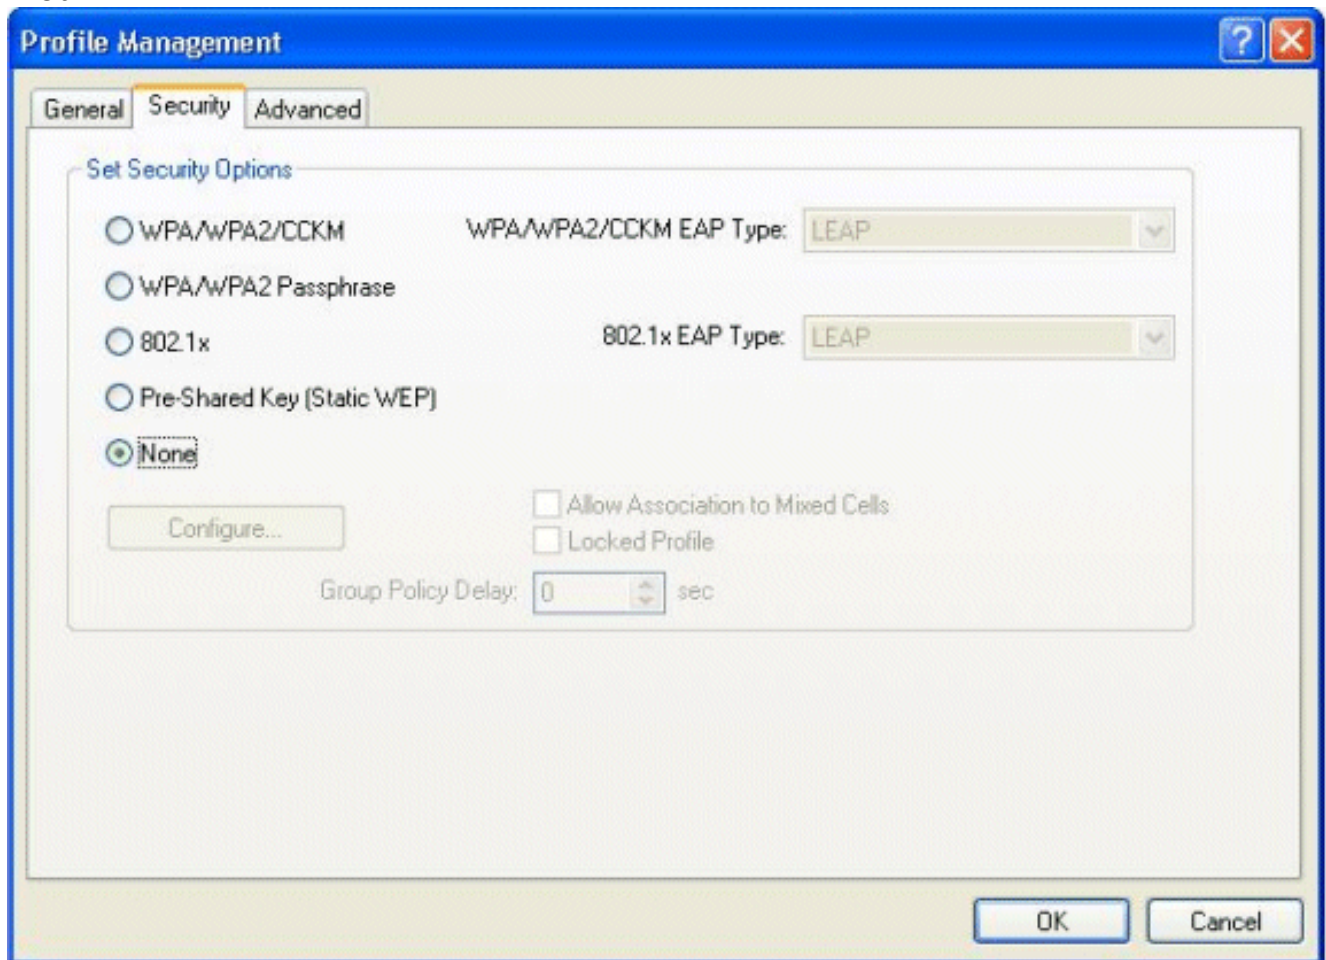 Profile Management
General Security Advanced
Set Security Options
WPA/WPA2/CCKM WPA/WPA2/CCKM EAP Type: LEAP
WPA/WPA2 Passphrase
802.1x 802.1x EAP Type: LEAP
Pre-Shared Key (Static WEP)
None
Configure... Allow Association to Mixed Cells
Locked Profile
Group Policy Delay: 0 sec
OK Cancel